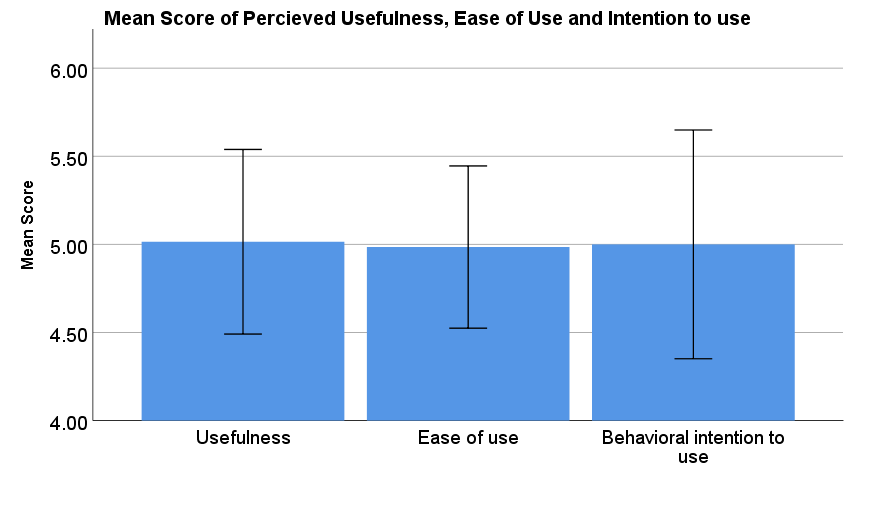 Mean Score of Percieved Usefulness, Ease of Use and Intention to use
6.00
5.50
5.00
4.50
4.00
Mean Score
Usefulness
Ease of use
Behavioral intention to
use